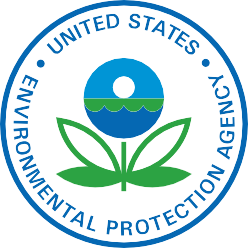 UNITED STATES
ENVIRONMENTAL PROTECTION AGENCY